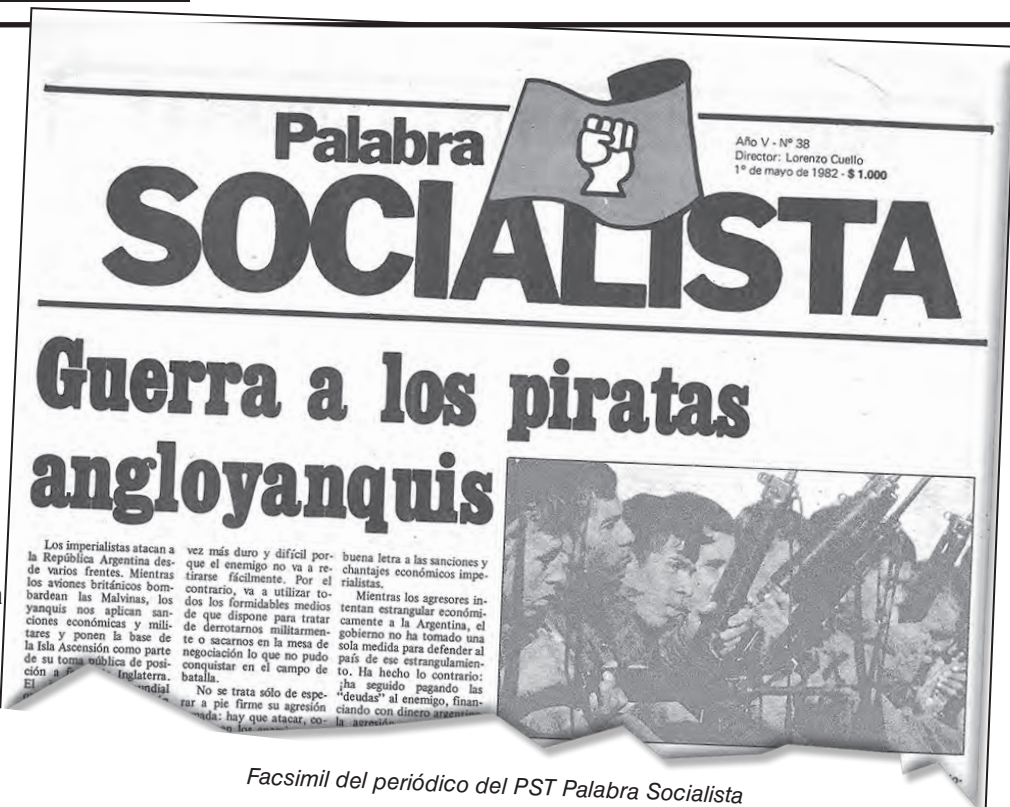 Palabra
SOCIALISTA
Año V - Nº 38
Director: Lorenzo Cuello
1º de mayo de 1982 - $ 1.000
Guerra a los piratas
angloyanquis
Los imperialistas atacan a
la República Argentina des-
de varios frentes. Mientras
los aviones británicos bom-
bardean las Malvinas, los
yanquis nos aplican san-
ciones económicas y mili-
tares y ponen la base de
la Isla Ascensión como parte
de su toma pública de posi-
ción a Inglaterra.
El
vez más duro y difícil por-
que el enemigo no va a re-
tirarse fácilmente. Por el
contrario, va a utilizar to-
dos los formidables medios
de que dispone para tratar
de derrotarnos militarmen-
te o sacarnos en la mesa de
negociación lo que no pudo
conquistar en el campo de
batalla.
No se trata sólo de espe-
rar a pie firme su agresión
hay que atacar, co-
buena letra a las sanciones y
chantajes económicos impe-
rialistas.
Mientras los agresores in-
tentan estrangular económi-
camente a la Argentina, el
gobierno no ha tomado una
sola medida para defender al
país de ese estrangulamien-
to. Ha hecho lo contrario:
¡ha seguido pagando las
"deudas" al enemigo, finan-
ciando con dinero argentino
la agresión
Facsimil del periódico del PST Palabra Socialista